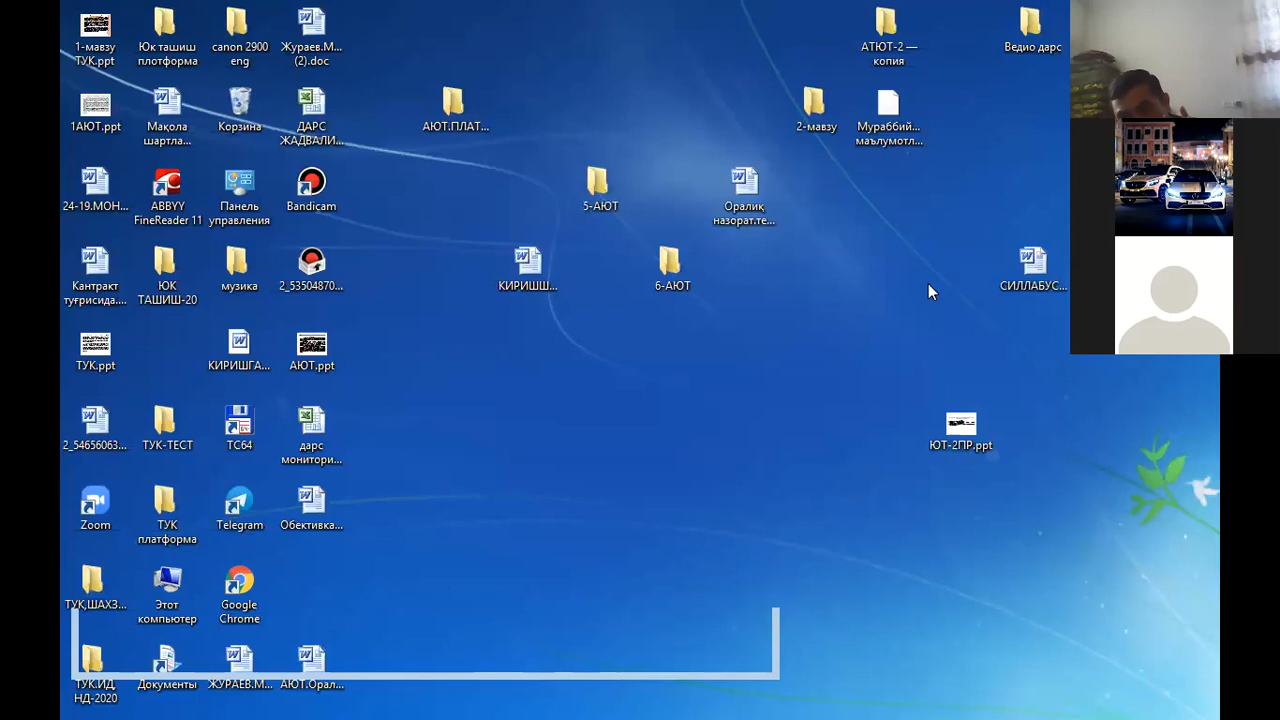 1-мавзу
ТУК.ppt
Юк ташиш
плотформа
canon 2900
eng
Жураев.М...
(2).doc
АТЮТ-2 —
копия
Ведио дарс
1АЮТ.ppt
Мақола
шартла...
Корзина
ДАРС
ЖАДВАЛИ...
АЮТ.ПЛАТ...
2-мавзу
Мураббий...
маълумотл...
24-19.МОН...
ABBYY
FineReader 11
Панель
управления
Bandicam
5-АЮТ
Оралиқ
назорат.те...
Кантракт
туғрисида....
ЮК
ТАШИШ-20
музика
2_53504870...
КИРИШШ...
6-АЮТ
СИЛЛАБУС...
ТУК.ppt
КИРИШГА...
АЮТ.ppt
2_54656063...
ТУК-ТЕСТ
TC64
дарс
монитори...
ЮТ-2ПР.ppt
Zoom
ТУК
платформа
Telegram
Обективка...
ТУК,ШАХЗ...
Этот
компьютер
Google
Chrome
ТУК.ИД,
НД-2020
Документы
ЖУРАЕВ.М...
АЮТ.Орал...